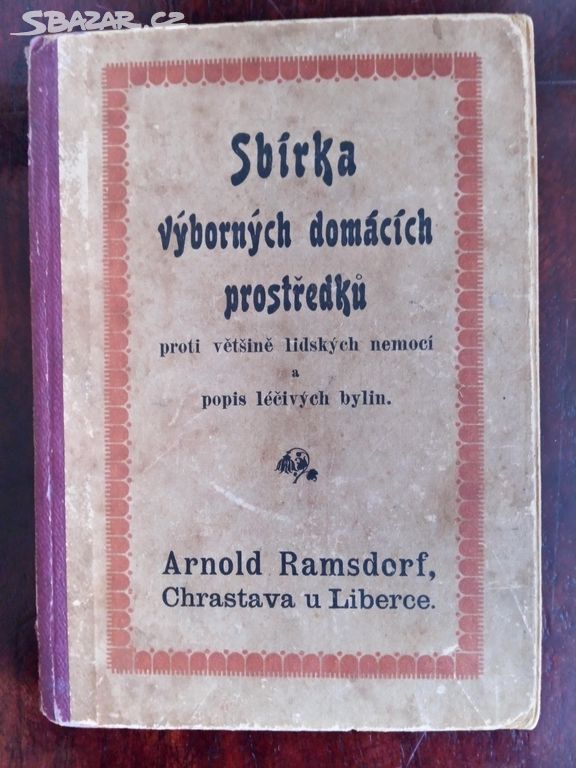 SBAZAR.CZ
Sbírka
výborných domácích
prostředků
proti většině lidských nemocí
a
popis léčivých bylin.
Arnold Ramsdorf,
Chrastava u Liberce.